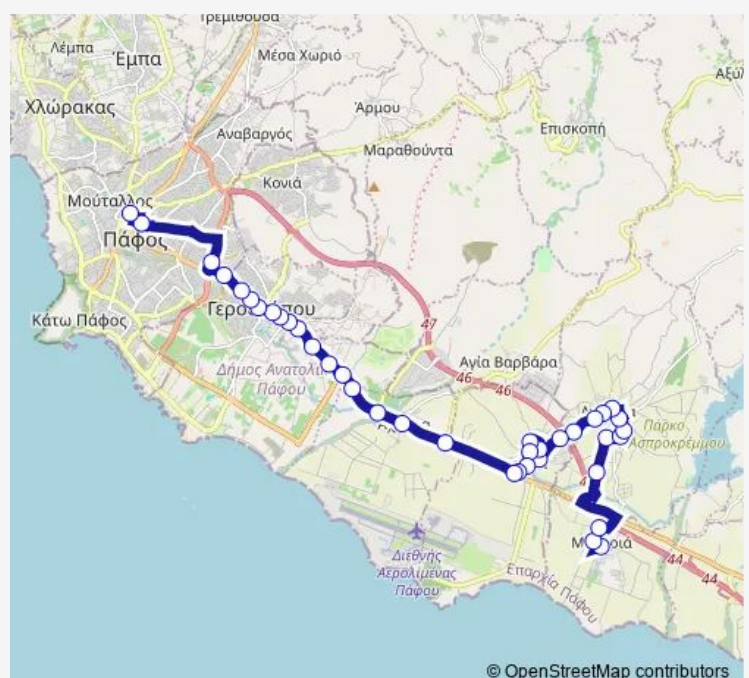 Τρεμιθούσα
Λέμπα
Έμπα
Μέσα Χωριό
Χλώρακας
Άρμου
Αναβαργός
Επισκοπή
Μαραθούντα
Κονιά
Μούταλλος
Πάφος
Κάτω Πάφος
47
Δήμος Ανατολι
Πάφου
Αγία Βαρβάρα
46
46
Πάρκο
Ασπροκρέμμου
Διεθνής
Αερολιμένας
Πάφου
Επαρχία Πάφου
44
44
© OpenStreetMap contributors